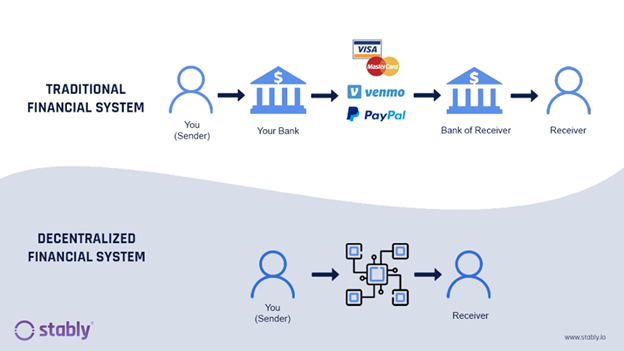 TRADITIONAL
FINANCIAL SYSTEM
You
(Sender)
$
Your Bank
VISA
MasterCard
V venmo
PayPal
$
Bank of Receiver
Receiver
DECENTRALIZED
FINANCIAL SYSTEM
You
(Sender)
Receiver
stably
www.stably.io